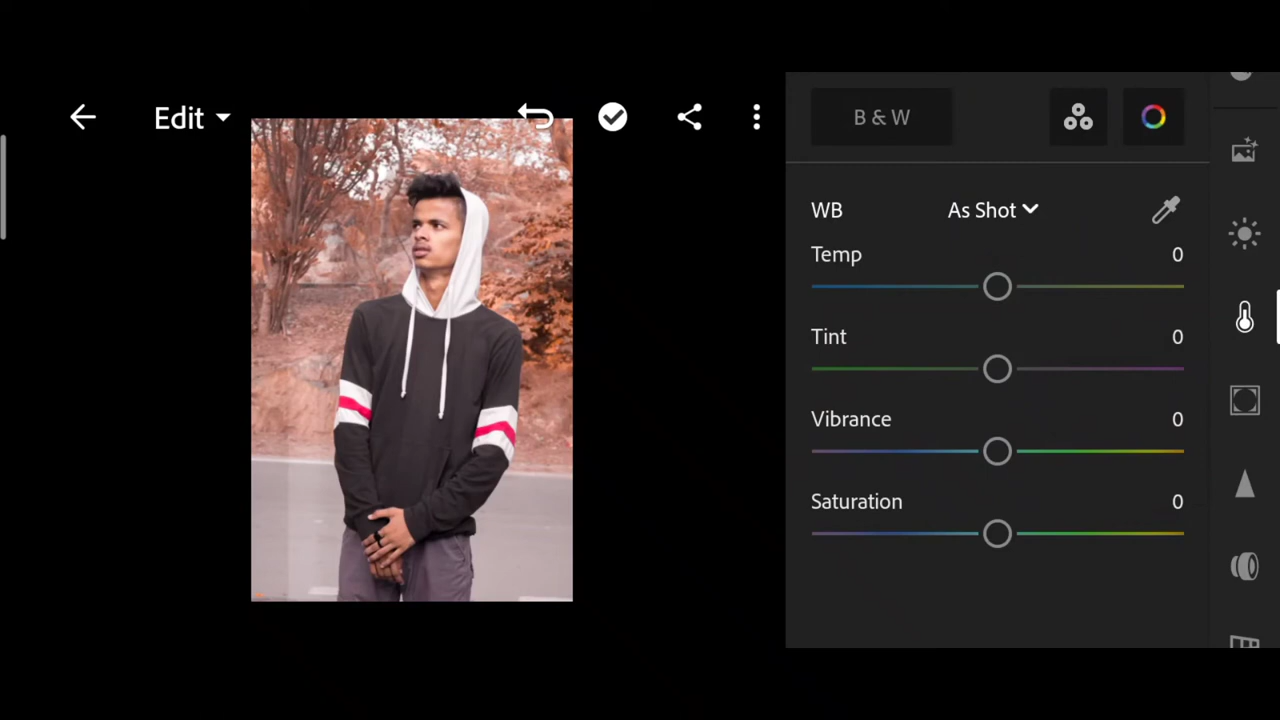 Edit
B & W
WB As Shot
Temp 0
Tint 0
Vibrance 0
Saturation 0